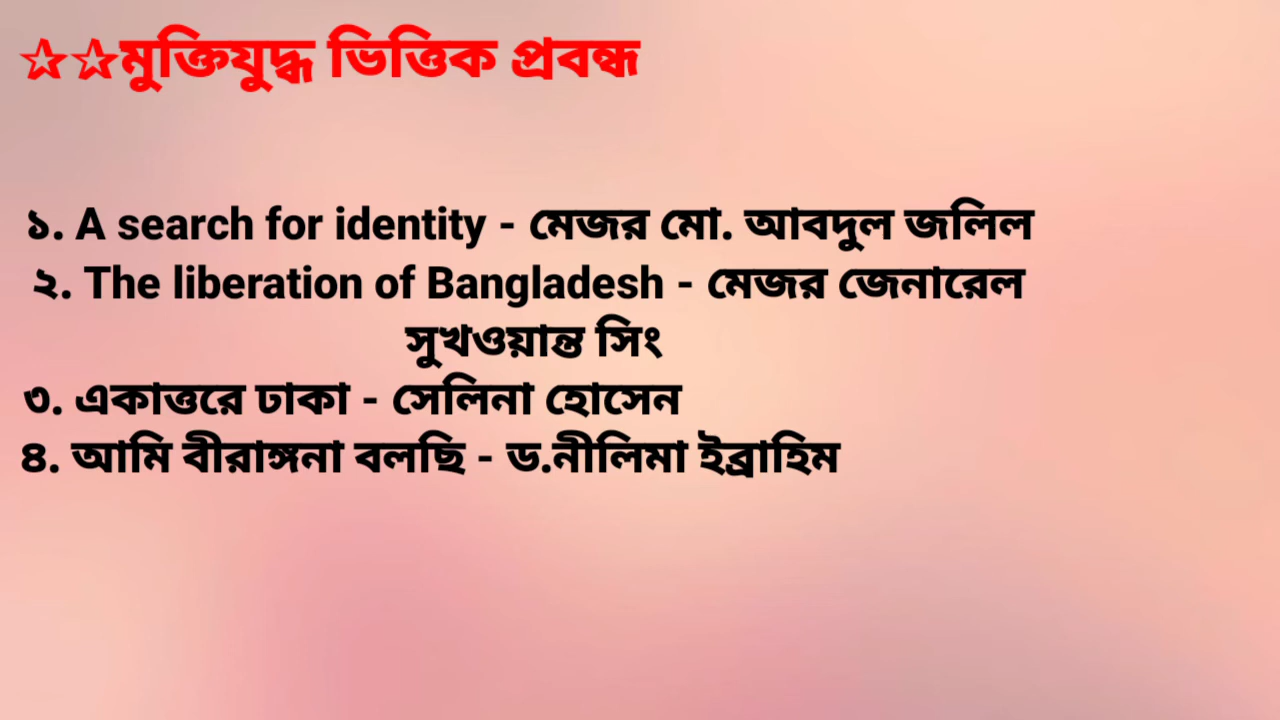 ☆☆মুক্তিযুদ্ধ ভিত্তিক প্রবন্ধ
১. A search for identity - মেজর মো. আবদুল জলিল
২. The liberation of Bangladesh - মেজর জেনারেল
সুখওয়ান্ত সিং
৩. একাত্তরে ঢাকা - সেলিনা হোসেন
৪. আমি বীরাঙ্গনা বলছি - ড.নীলিমা ইব্রাহিম